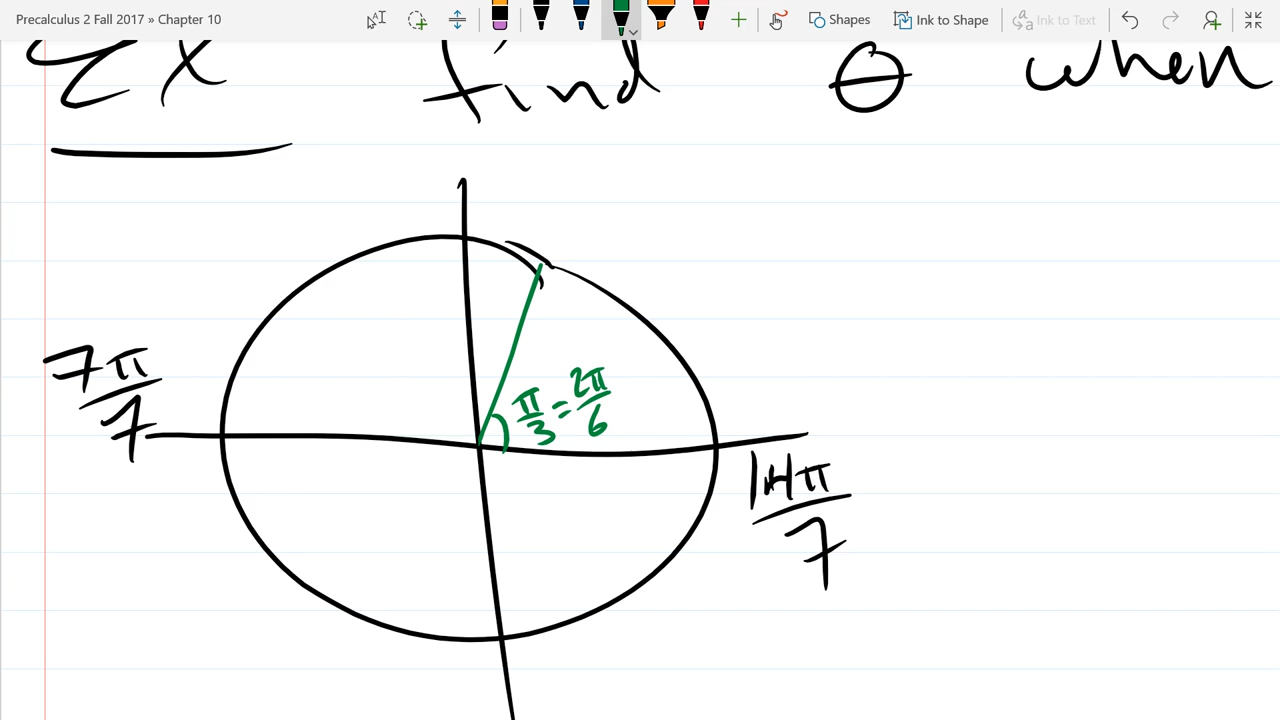 Precalculus 2 Fall 2017 » Chapter 10
Shapes
Ink to Shape
Ink to Text
Ex find θ when
7π/7
π/3 = 2π/6
14π/7